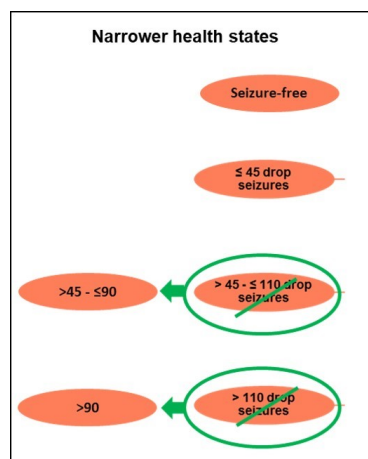 Narrower health states
Seizure-free
≤ 45 drop
seizures
>45 - ≤90
> 45 - ≤ 110 drop
seizures
>90
> 110 drop
seizures